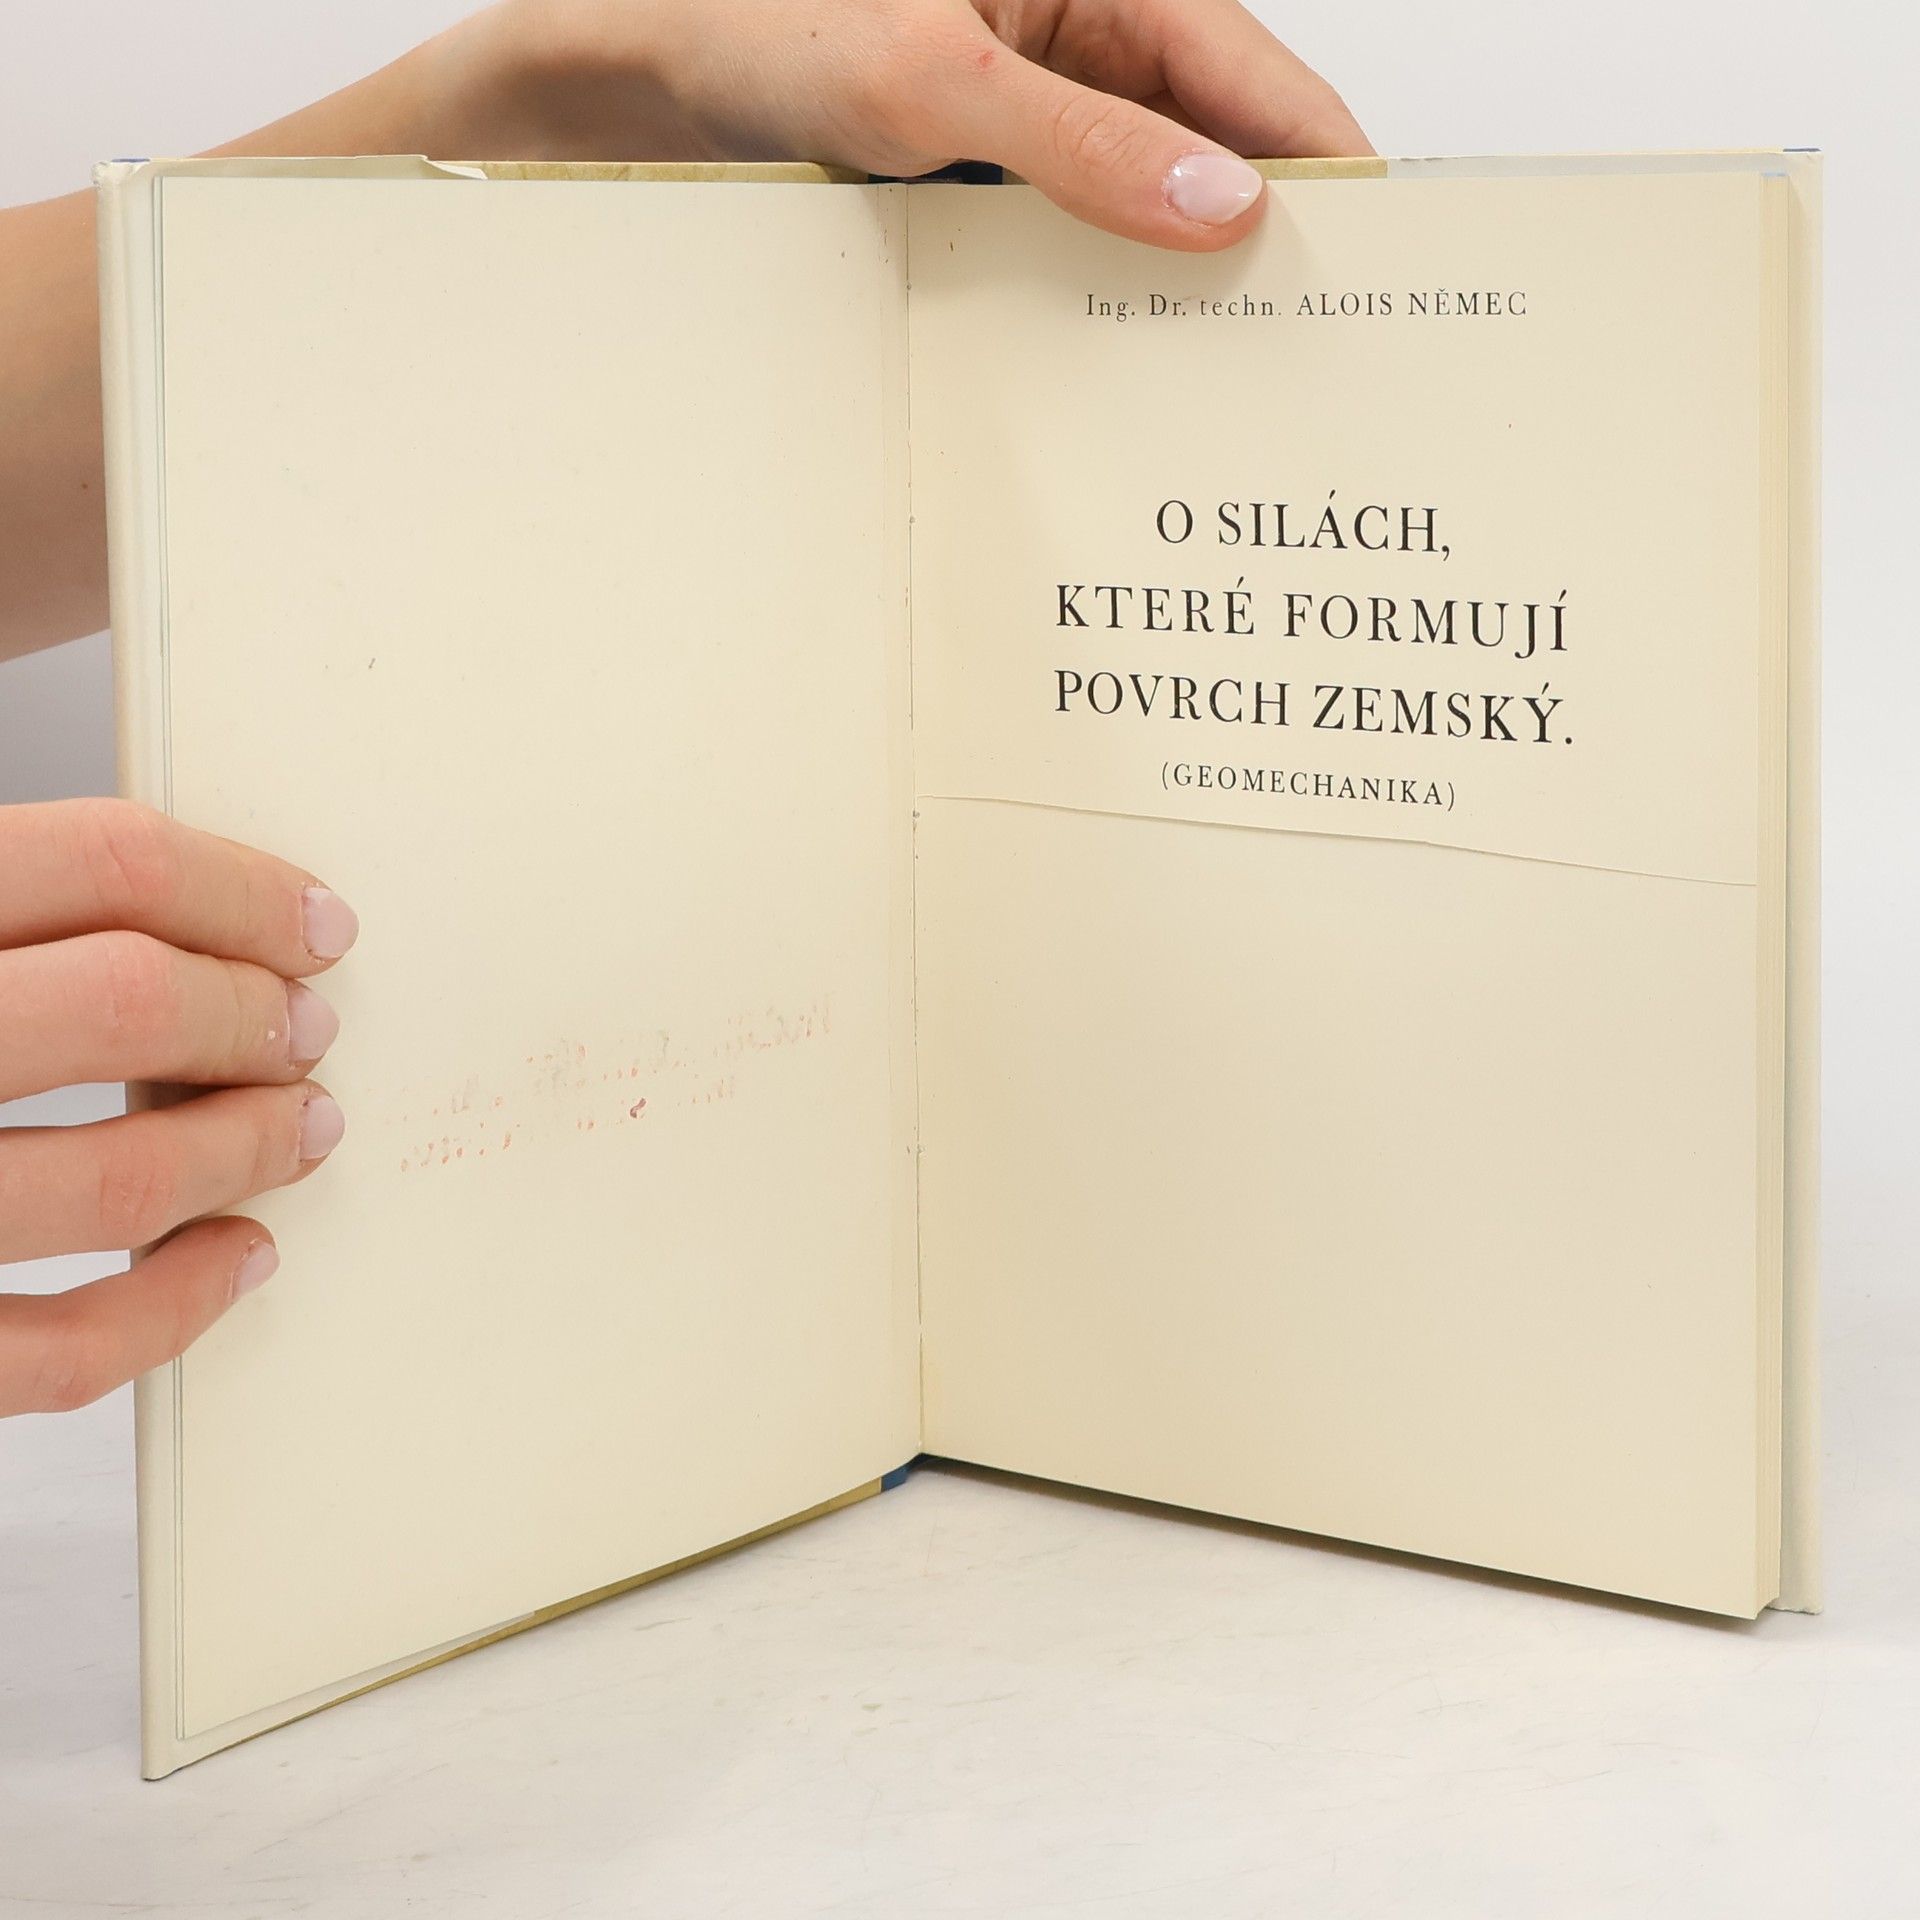 Ing. Dr. techn. ALOIS NĚMEC
O SILÁCH,
KTERÉ FORMUJÍ
POVRCH ZEMSKÝ.
(GEOMECHANIKA)